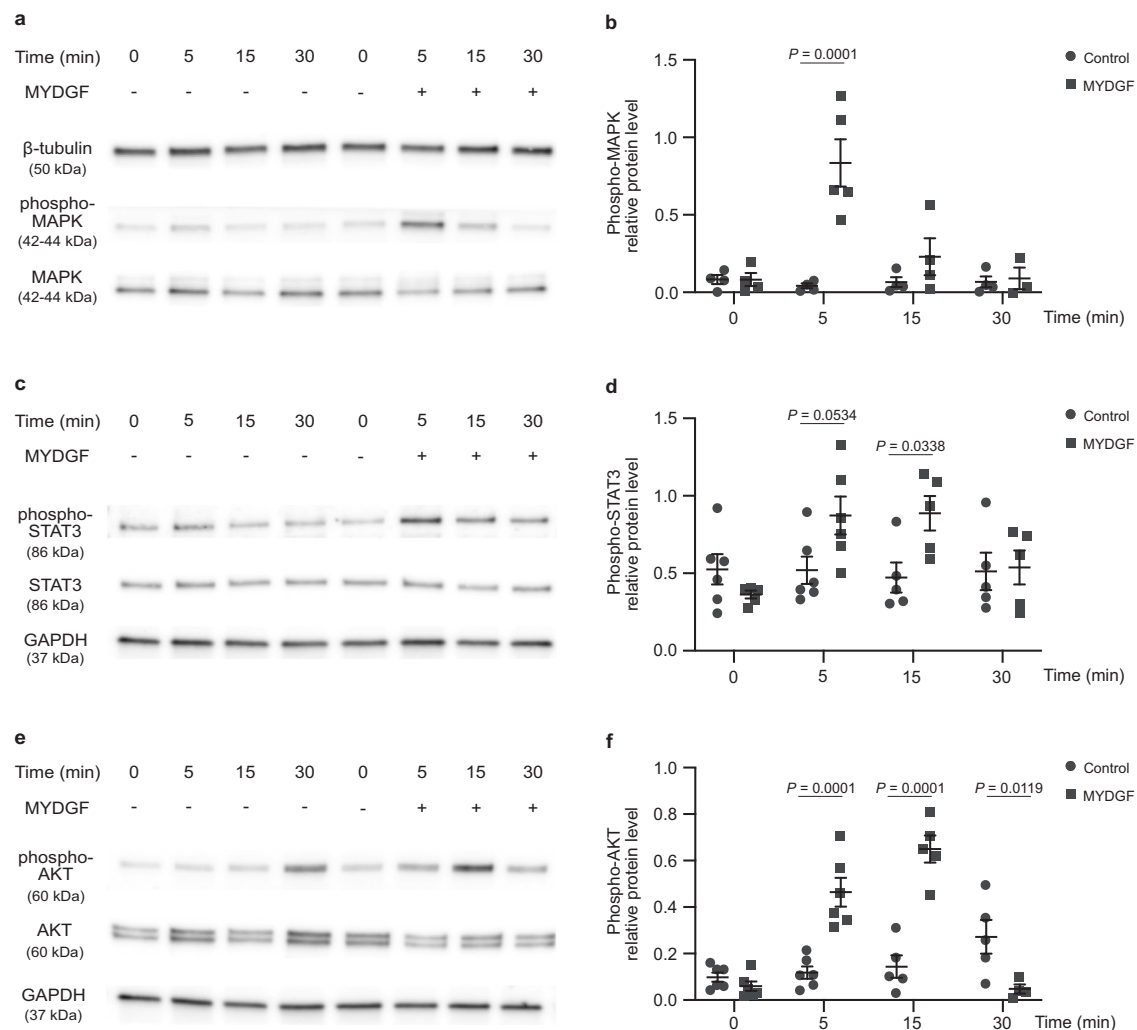 a
Time (min) 0 5 15 30 0 5 15 30
MYDGF - - - - - + + +
β-tubulin
(50 kDa)
phospho-
MAPK
(42-44 kDa)
MAPK
(42-44 kDa)
b
P = 0.0001
Control
MYDGF
Phospho-MAPK
relative protein level
1.5
1.0
0.5
0.0
0 5 15 30 Time (min)
c
Time (min) 0 5 15 30 0 5 15 30
MYDGF - - - - - + + +
phospho-
STAT3
(86 kDa)
STAT3
(86 kDa)
GAPDH
(37 kDa)
d
P = 0.0534
P = 0.0338
Control
MYDGF
Phospho-STAT3
relative protein level
1.5
1.0
0.5
0.0
0 5 15 30 Time (min)
e
Time (min) 0 5 15 30 0 5 15 30
MYDGF - - - - - + + +
phospho-
AKT
(60 kDa)
AKT
(60 kDa)
GAPDH
(37 kDa)
f
P = 0.0001 P = 0.0001 P = 0.0119
Control
MYDGF
Phospho-AKT
relative protein level
1.0
0.8
0.6
0.4
0.2
0.0
0 5 15 30 Time (min)